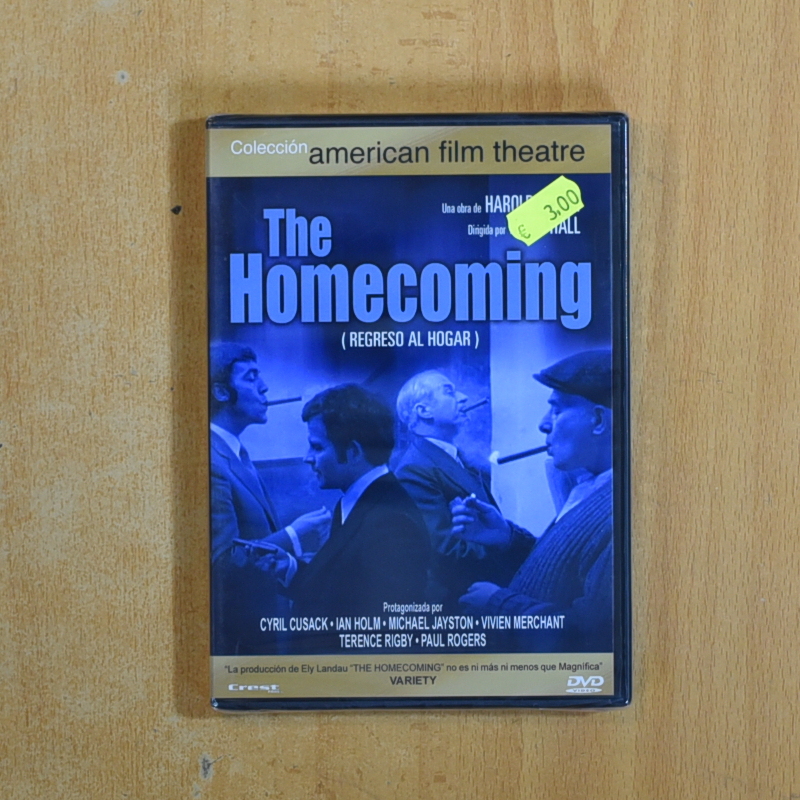 Colección american film theatre
Una obra de
Dirigida por
€ 3,00
The
Homecoming
( REGRESO AL HOGAR )
Protagonizada por
CYRIL CUSACK • IAN HOLM • MICHAEL JAYSTON • VIVIEN MERCHANT
TERENCE RIGBY • PAUL ROGERS
"La producción de Ely Landau "THE HOMECOMING" no es ni más ni menos que Magnífica"
VARIETY
Crest
DVD
VIDEO